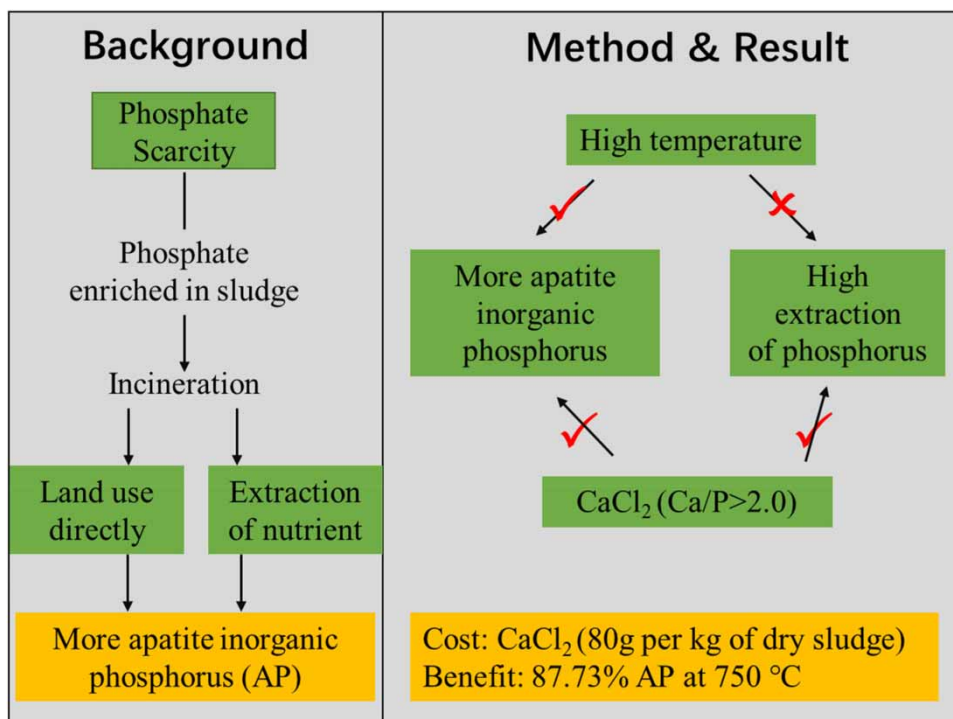 Background
Phosphate
Scarcity
Phosphate
enriched in sludge
Incineration
Land use
directly
Extraction
of nutrient
More apatite inorganic
phosphorus (AP)
Method & Result
High temperature
More apatite
inorganic
phosphorus
High
extraction
of phosphorus
CaCl₂ (Ca/P>2.0)
Cost: CaCl₂ (80g per kg of dry sludge)
Benefit: 87.73% AP at 750 ℃